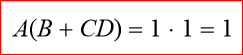 A(B + CD) = 1 · 1 = 1